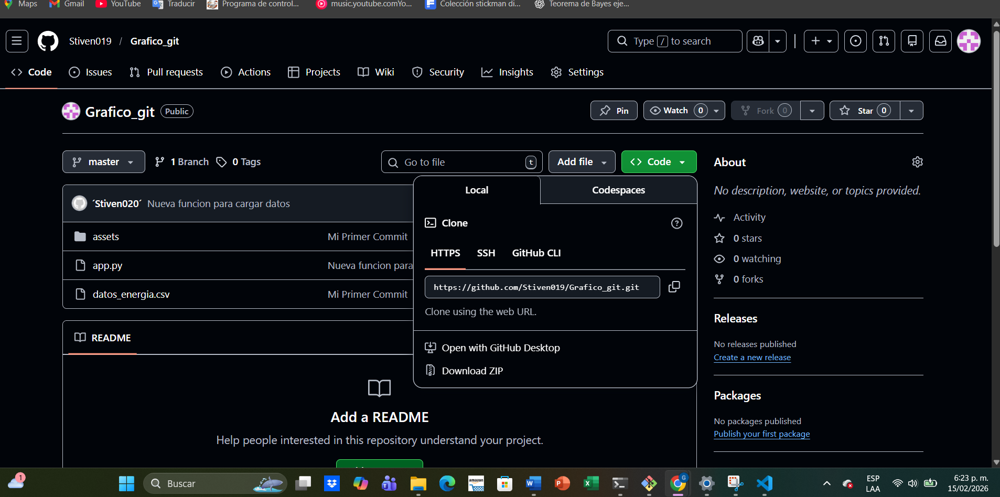 Maps Gmail YouTube Traducir Programa de control... music.youtube.comYo... Colección stickman di... Teorema de Bayes eje...
Stiven019 / Grafico_git
Type / to search
Code Issues Pull requests Actions Projects Wiki Security Insights Settings
Grafico_git Public
Pin Watch 0 Fork 0 Star 0
master 1 Branch 0 Tags
Go to file t Add file Code
About
Local Codespaces
No description, website, or topics provided.
´Stiven020´ Nueva funcion para cargar datos
Activity
Clone
assets Mi Primer Commit
0 stars
HTTPS SSH GitHub CLI
0 watching
app.py Nueva funcion para
0 forks
https://github.com/Stiven019/Grafico_git.git
datos_energia.csv Mi Primer Commit
Clone using the web URL.
Releases
README
No releases published
Open with GitHub Desktop
Create a new release
Download ZIP
Packages
Add a README
No packages published
Help people interested in this repository understand your project.
Publish your first package
1
Buscar
amazon
W P X G
ESP
LAA
6:23 p. m.
15/02/2026